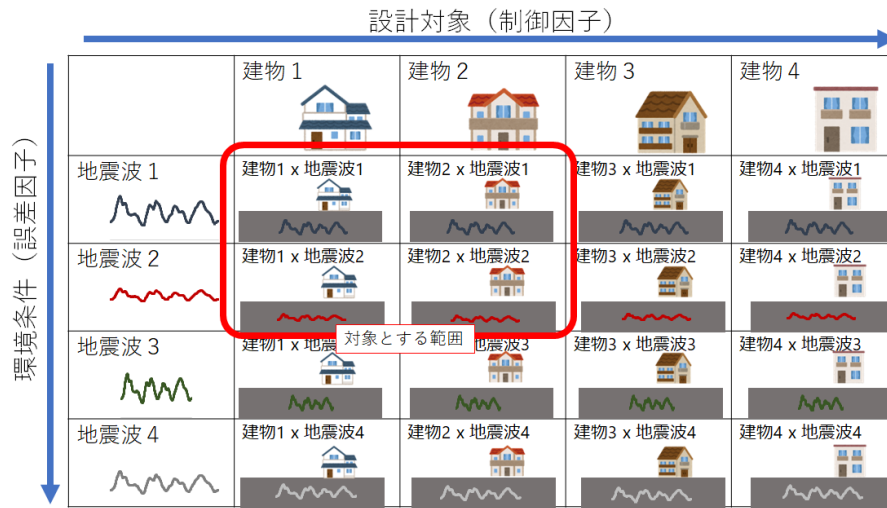 設計対象（制御因子）
環境条件（誤差因子）
建物1
建物2
建物3
建物4
地震波1
建物1 x 地震波1
建物2 x 地震波1
建物3 x 地震波1
建物4 x 地震波1
地震波2
建物1 x 地震波2
建物2 x 地震波2
建物3 x 地震波2
建物4 x 地震波2
対象とする範囲
地震波3
建物1 x 地
波3
建物3 x 地震波3
建物4 x 地震波3
地震波4
建物1 x 地震波4
建物2 x 地震波4
建物3 x 地震波4
建物4 x 地震波4